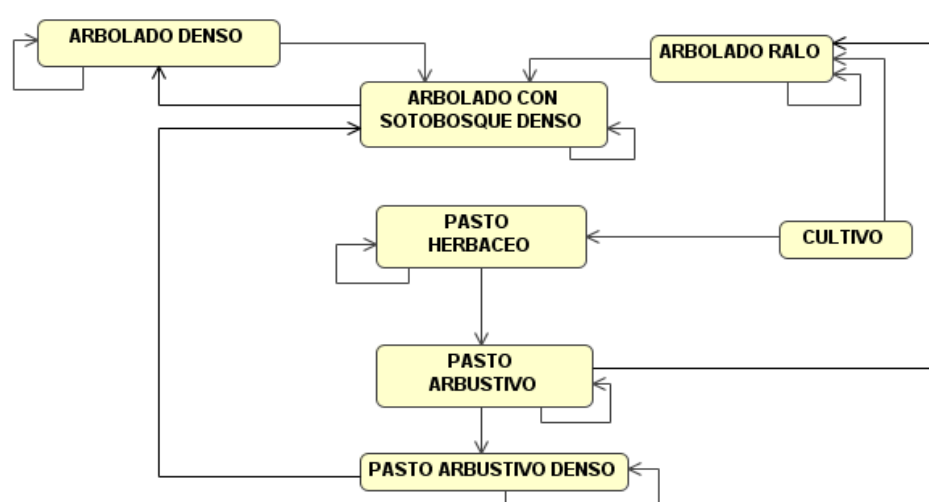 ARBOLADO DENSO
ARBOLADO RALO
ARBOLADO CON
SOTOBOSQUE DENSO
PASTO
HERBACEO
CULTIVO
PASTO
ARBUSTIVO
PASTO ARBUSTIVO DENSO